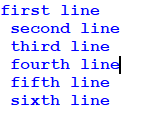 first line
second line
third line
fourth line
fifth line
sixth line